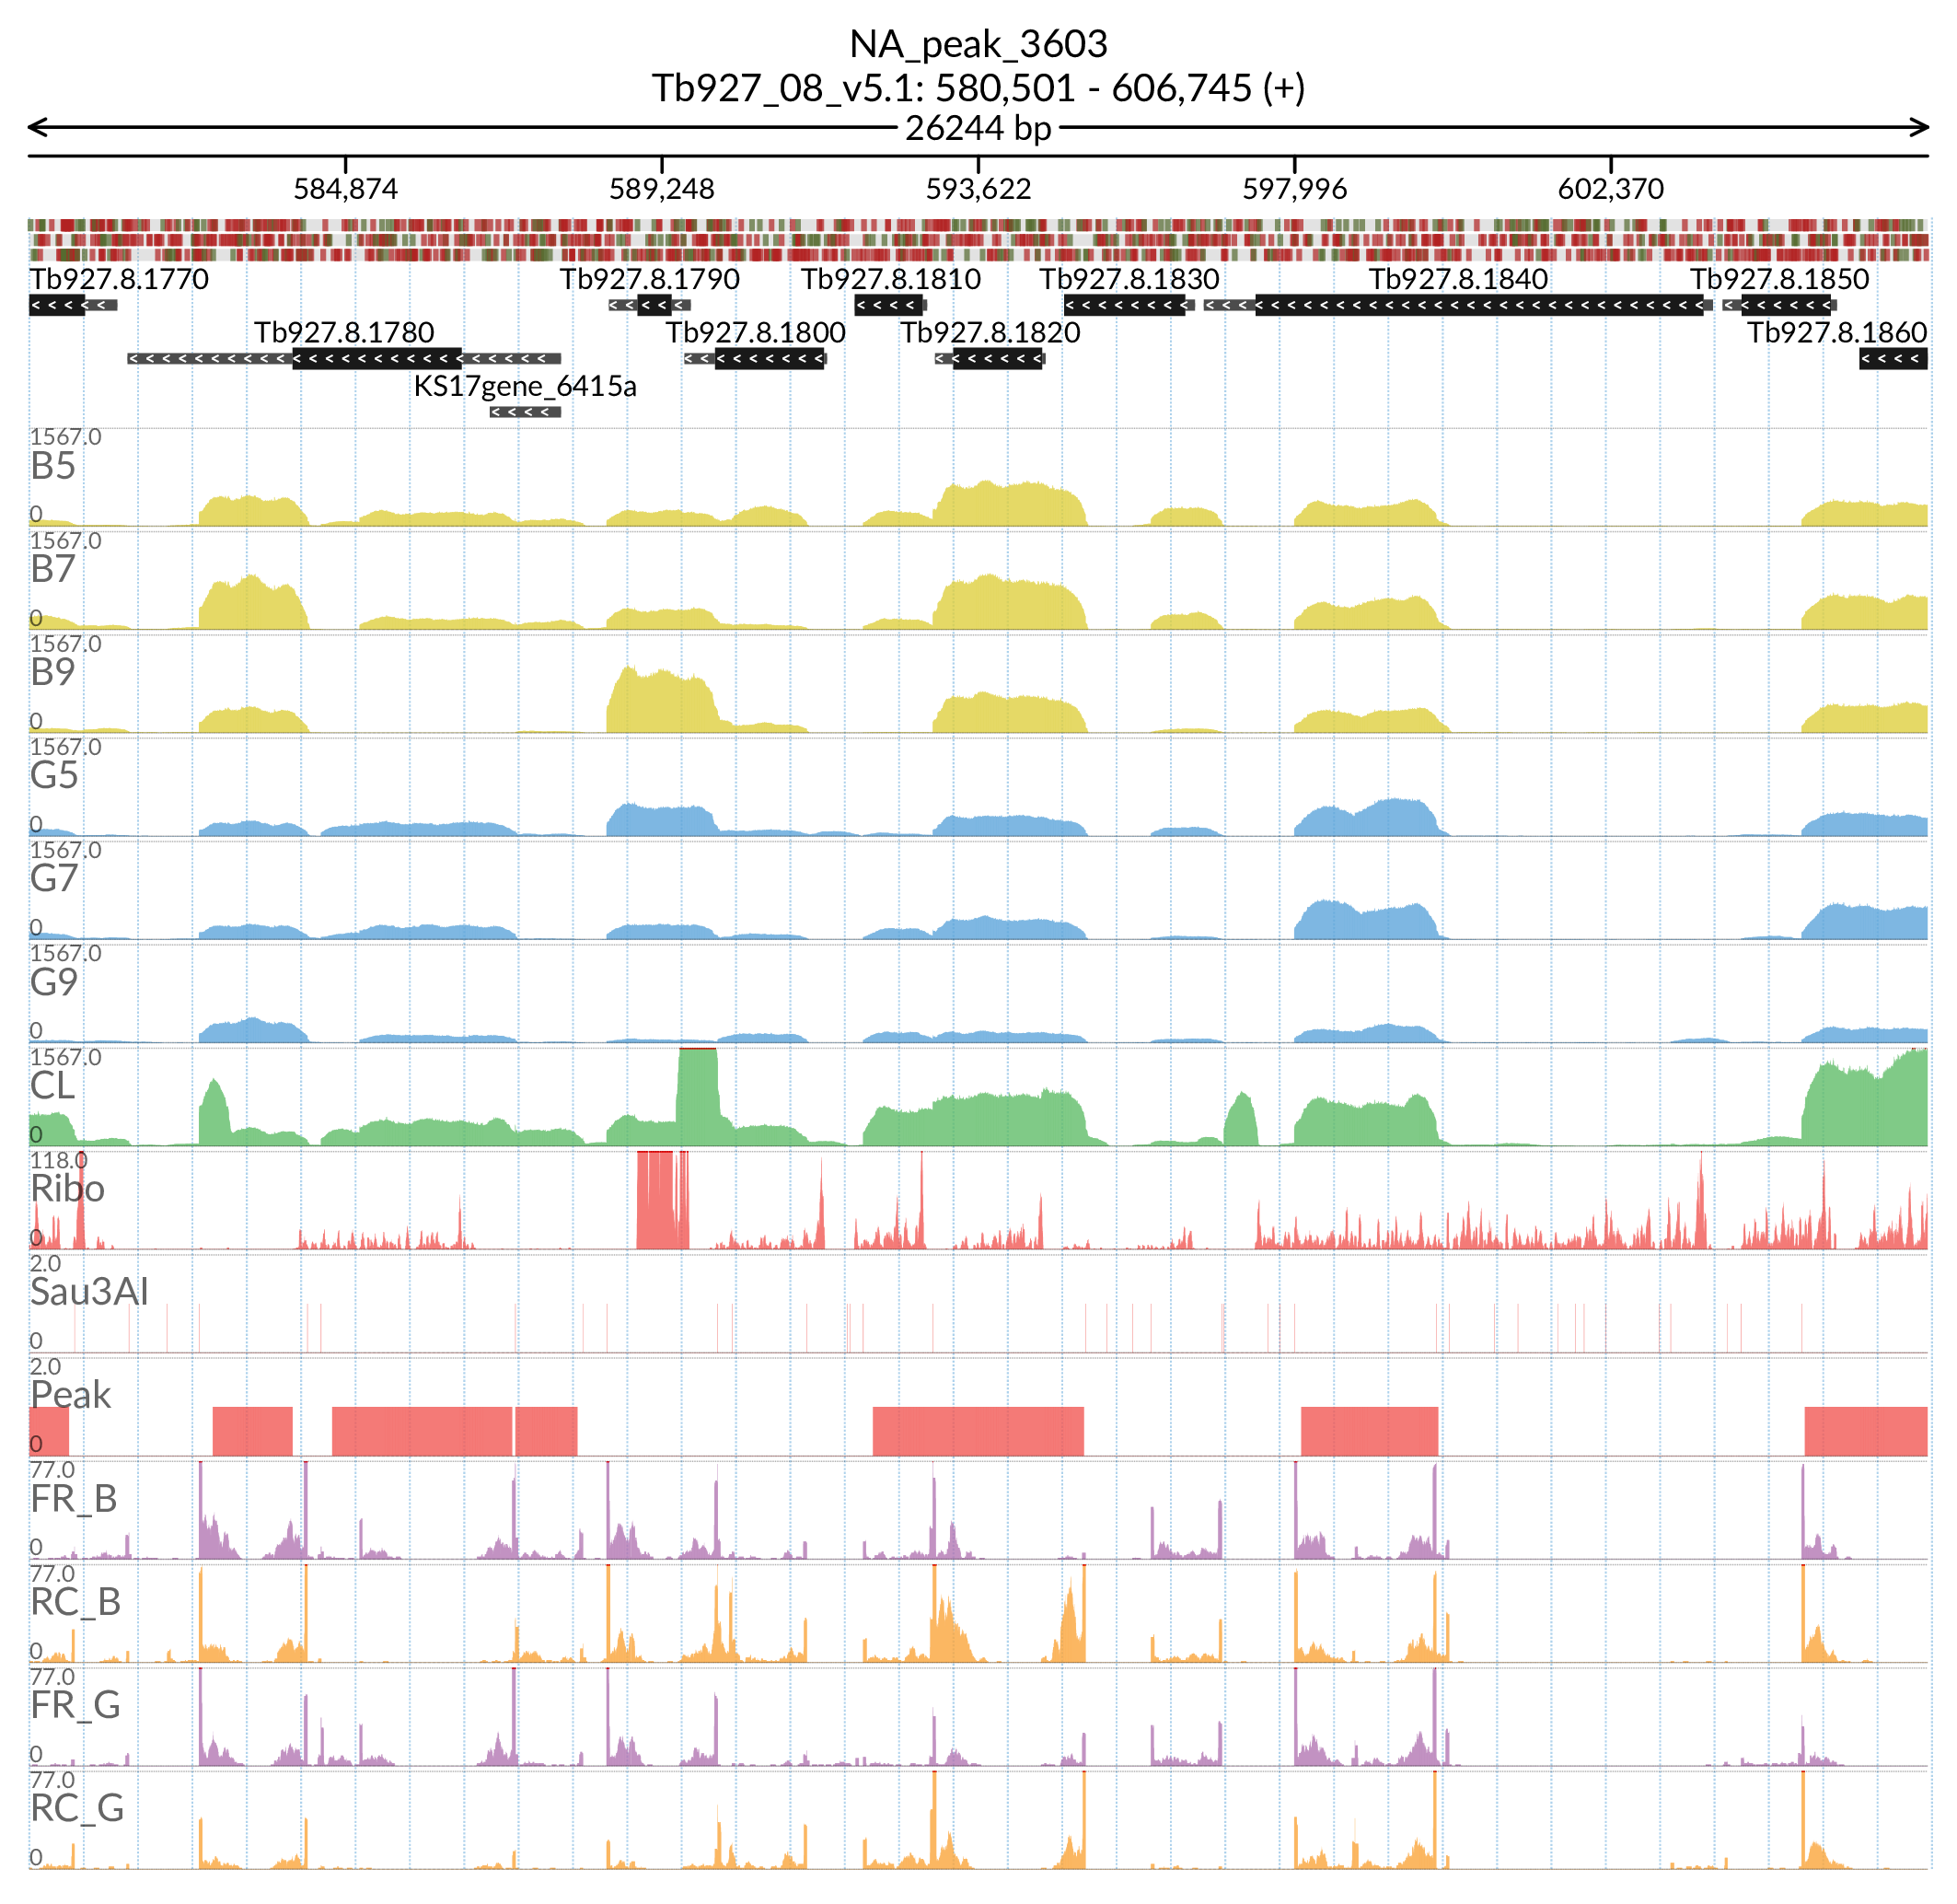 NA_peak_3603
Tb927_08_v5.1: 580,501 - 606,745 (+)
26244 bp
584,874 589,248 593,622 597,996 602,370
Tb927.8.1770 Tb927.8.1790 Tb927.8.1810 Tb927.8.1830 Tb927.8.1840 Tb927.8.1850
Tb927.8.1780 Tb927.8.1800 Tb927.8.1820 Tb927.8.1860
KS17gene_6415a
1567.0
B5
0
1567.0
B7
0
1567.0
B9
0
1567.0
G5
0
1567.0
G7
0
1567.0
G9
0
1567.0
CL
0
118.0
Ribo
0
2.0
Sau3AI
0
2.0
Peak
0
77.0
FR_B
0
77.0
RC_B
0
77.0
FR_G
0
77.0
RC_G
0